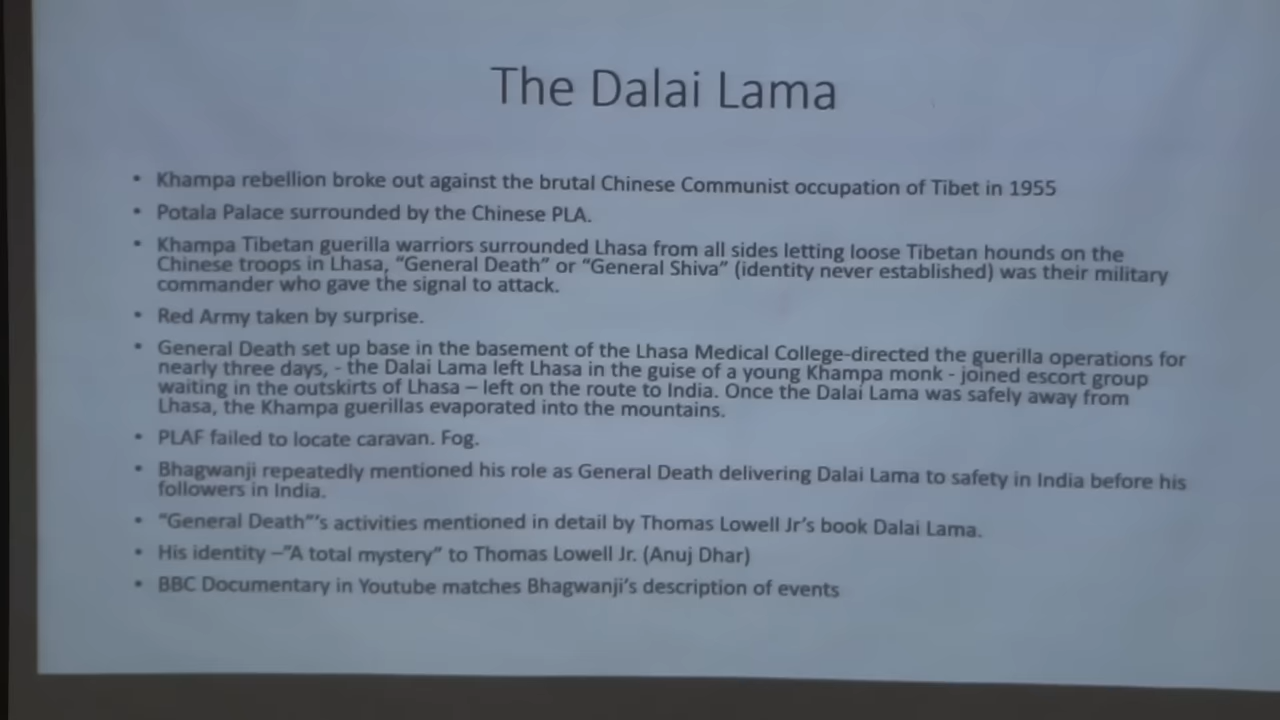 The Dalai Lama
• Khampa rebellion broke out against the brutal Chinese Communist occupation of Tibet in 1955
• Potala Palace surrounded by the Chinese PLA.
• Khampa Tibetan guerilla warriors surrounded Lhasa from all sides letting loose Tibetan hounds on the
Chinese troops in Lhasa, “General Death” or “General Shiva” (identity never established) was their military
commander who gave the signal to attack.
• Red Army taken by surprise.
• General Death set up base in the basement of the Lhasa Medical College-directed the guerilla operations for
nearly three days, - the Dalai Lama left Lhasa in the guise of a young Khampa monk - joined escort group
waiting in the outskirts of Lhasa – left on the route to India. Once the Dalai Lama was safely away from
Lhasa, the Khampa guerillas evaporated into the mountains.
• PLAF failed to locate caravan. Fog.
• Bhagwanji repeatedly mentioned his role as General Death delivering Dalai Lama to safety in India before his
followers in India.
• “General Death”’s activities mentioned in detail by Thomas Lowell Jr’s book Dalai Lama.
• His identity –”A total mystery” to Thomas Lowell Jr. (Anuj Dhar)
• BBC Documentary in Youtube matches Bhagwanji’s description of events